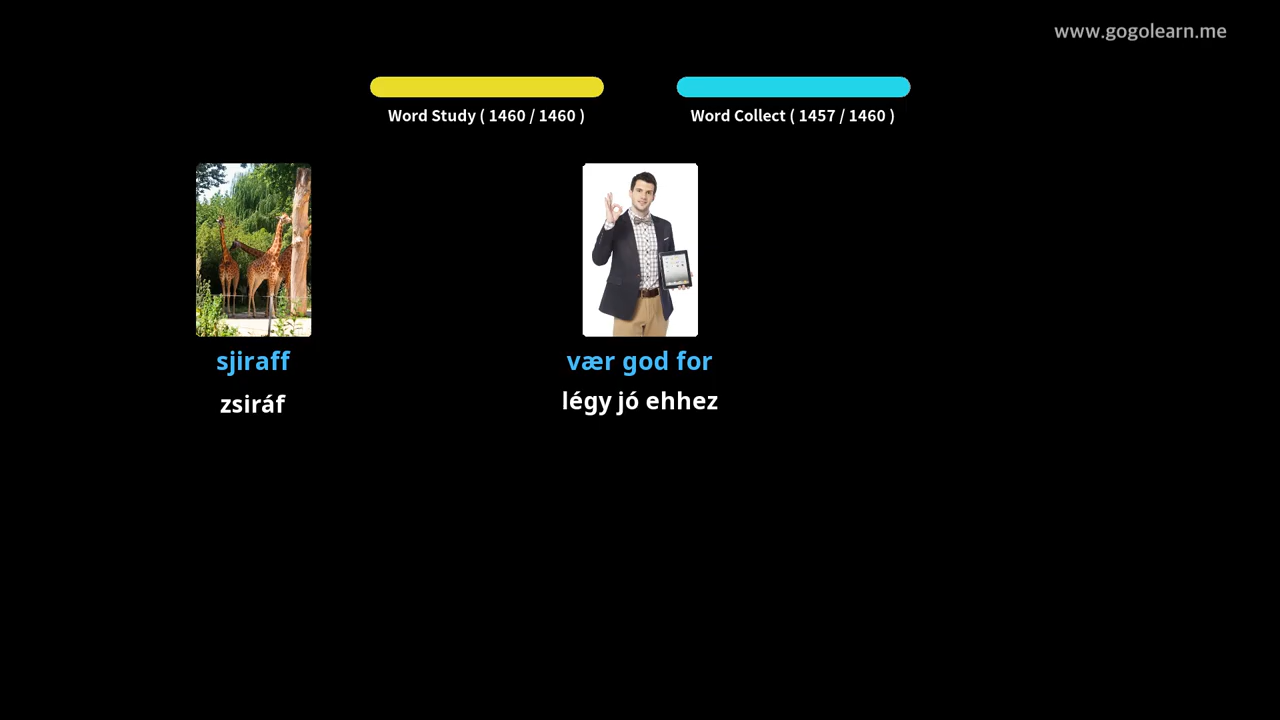 www.gogolearn.me
Word Study ( 1460 / 1460 )
Word Collect ( 1457 / 1460 )
sjiraff
zsiráf
vær god for
légy jó ehhez